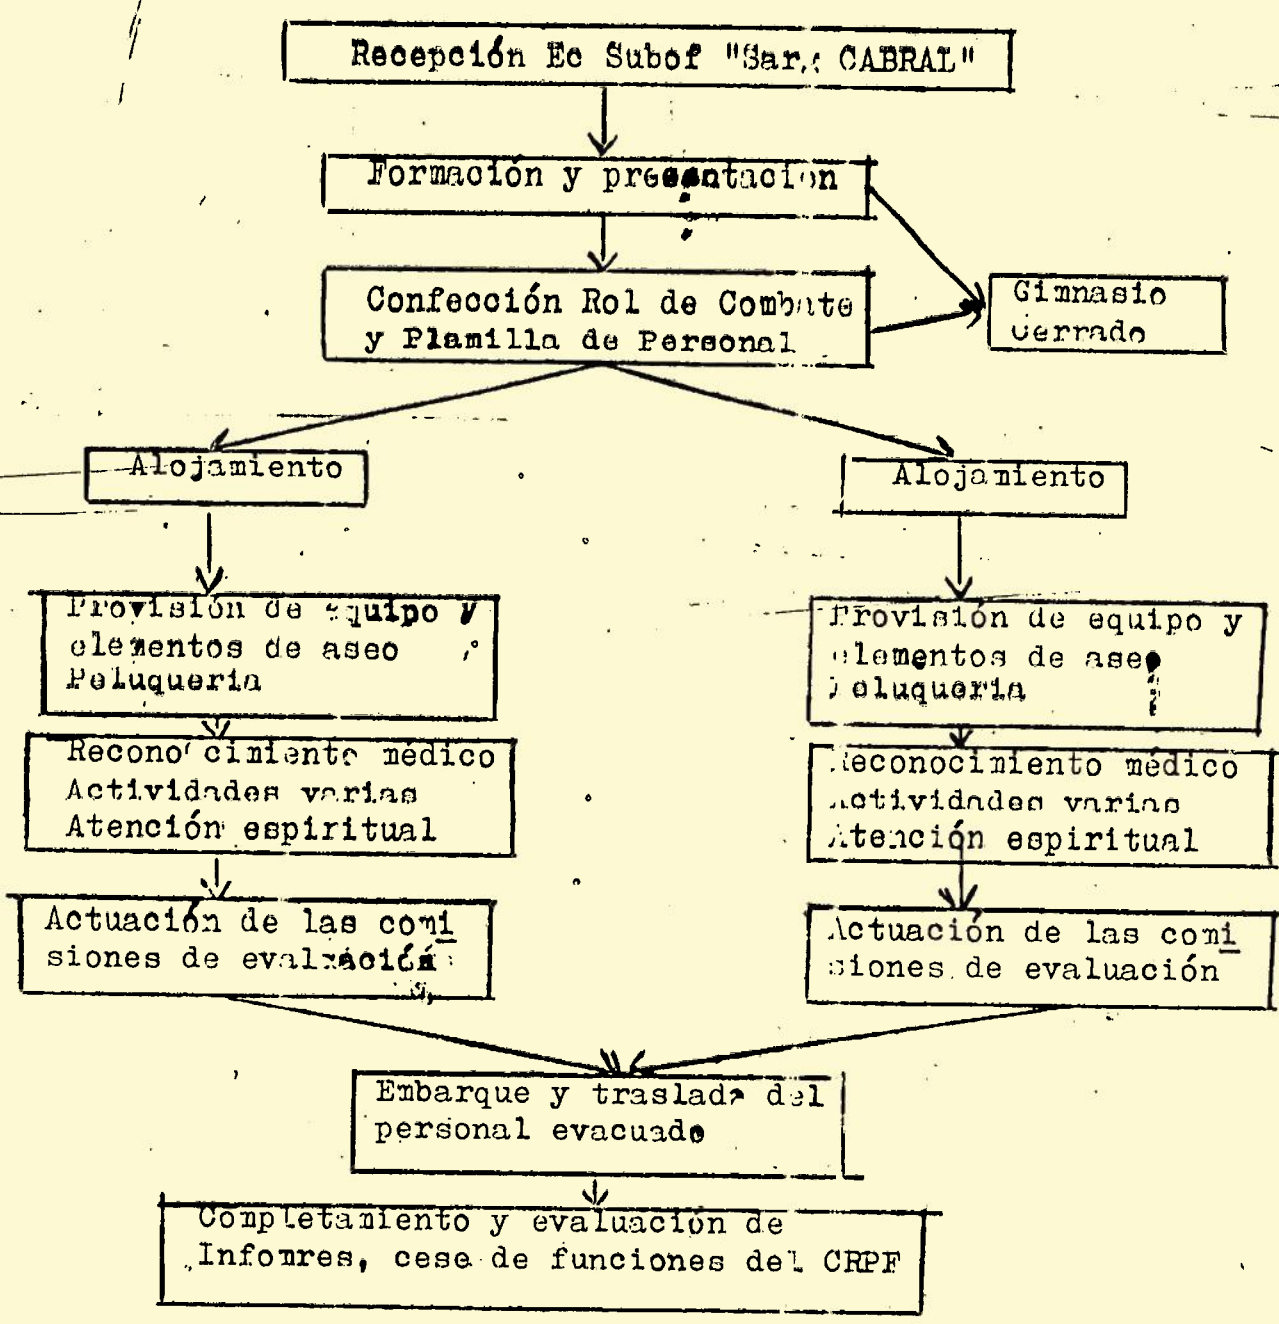 Recepción Ec Subof "Sar.: CABRAL"
Formación y presentación
Confección Rol de Combate
y Plamilla de Personal
Gimnasio
Cerrado
Alojamiento
Alojamiento
Provisión de equipo y
elementos de aseo
Peluqueria
Provisión de equipo y
elementos de aseo
Peluqueria
Reconocimiento médico
Actividades varias
Atención espiritual
Reconocimiento médico
Actividades varias
Atención espiritual
Actuación de las comi
siones de evaluación
Actuación de las comi
siones de evaluación
Embarque y traslado del
personal evacuado
Completamiento y evaluación de
Infomres, cese de funciones del CRPF